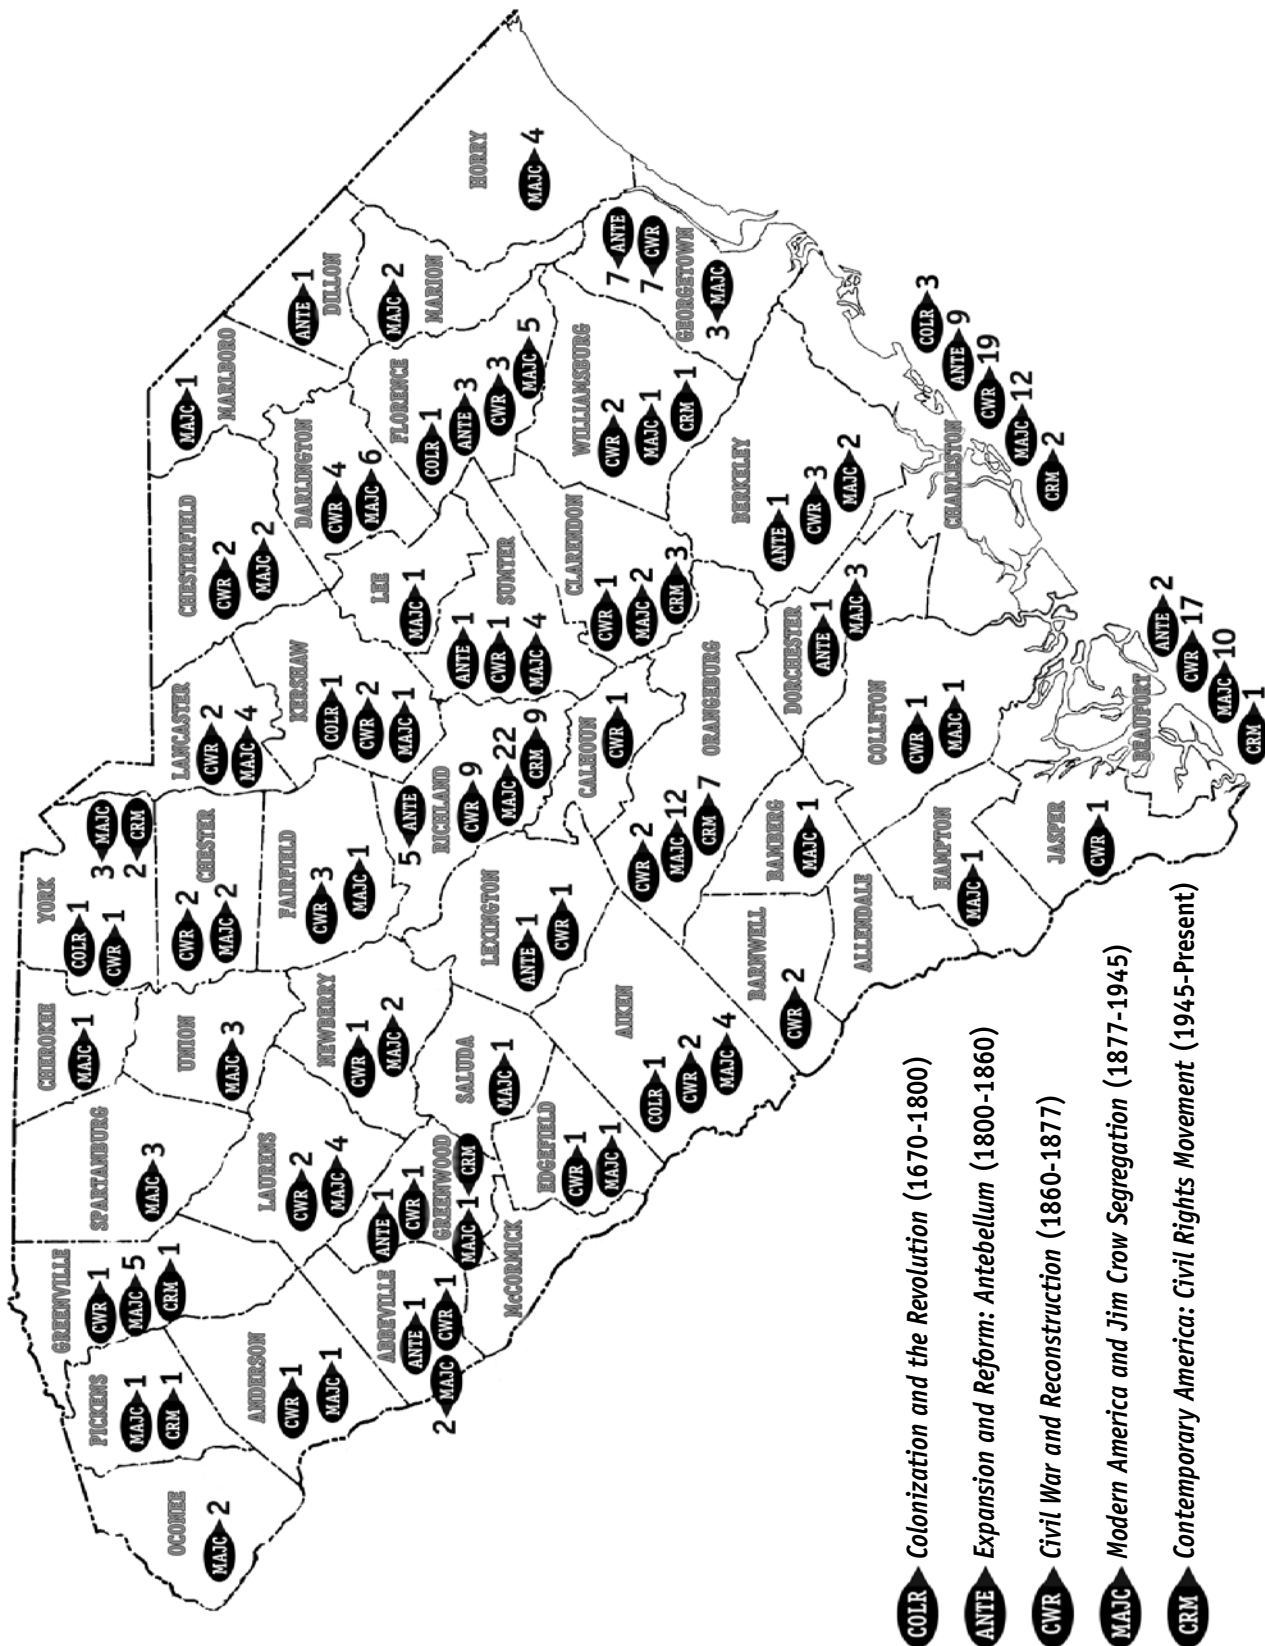 OCONEE
MAJC 2
PICKENS
MAJC 1
CRM 1
GREENVILLE
CWR 1
MAJC 5
CRM 1
ANDERSON
CWR 1
MAJC 1
SPARTANBURG
MAJC 3
CHEROKEE
MAJC 1
YORK
COLR 1
CWR 1
3 MAJC
2 CRM
UNION
MAJC 3
CHESTER
CWR 2
MAJC 2
LANCASTER
CWR 2
MAJC 4
CHESTERFIELD
CWR 2
MAJC 2
MARLBORO
MAJC 1
DILLON
ANTE 1
MARION
MAJC 2
HORRY
MAJC 4
DARLINGTON
CWR 4
MAJC 6
FLORENCE
COLR 1
ANTE 3
CWR 3
MAJC 5
LEE
MAJC 1
KERSHAW
COLR 1
CWR 2
MAJC 1
FAIRFIELD
CWR 3
MAJC 1
NEWBERRY
CWR 1
MAJC 2
LAURENS
CWR 2
MAJC 4
ABBEVILLE
ANTE 1
CWR 1
2 MAJC
GREENWOOD
ANTE 1
CWR 1
MAJC 1
CRM
McCORMICK
SALUDA
MAJC 1
EDGEFIELD
CWR 1
MAJC 1
LEXINGTON
ANTE 1
CWR 1
RICHLAND
5 ANTE
CWR 9
MAJC 22
CRM 9
SUMTER
ANTE 1
CWR 1
MAJC 4
CLARENDON
CWR 1
MAJC 2
CRM 3
WILLIAMSBURG
CWR 2
MAJC 1
CRM 1
GEORGETOWN
7 ANTE
7 CWR
3 MAJC
AIKEN
COLR 1
CWR 2
MAJC 4
CALHOUN
CWR 1
ORANGEBURG
CWR 2
MAJC 12
CRM 7
BARNWELL
CWR 2
BAMBERG
MAJC 1
ALLENDALE
BERKELEY
ANTE 1
CWR 3
MAJC 2
DORCHESTER
ANTE 1
MAJC 3
COLLETON
CWR 1
MAJC 1
HAMPTON
MAJC 1
JASPER
CWR 1
CHARLESTON
COLR 3
ANTE 9
CWR 19
MAJC 12
CRM 2
BEAUFORT
ANTE 2
CWR 17
MAJC 10
CRM 1
COLR Colonization and the Revolution (1670-1800)
ANTE Expansion and Reform: Antebellum (1800-1860)
CWR Civil War and Reconstruction (1860-1877)
MAJC Modern America and Jim Crow Segregation (1877-1945)
CRM Contemporary America: Civil Rights Movement (1945-Present)